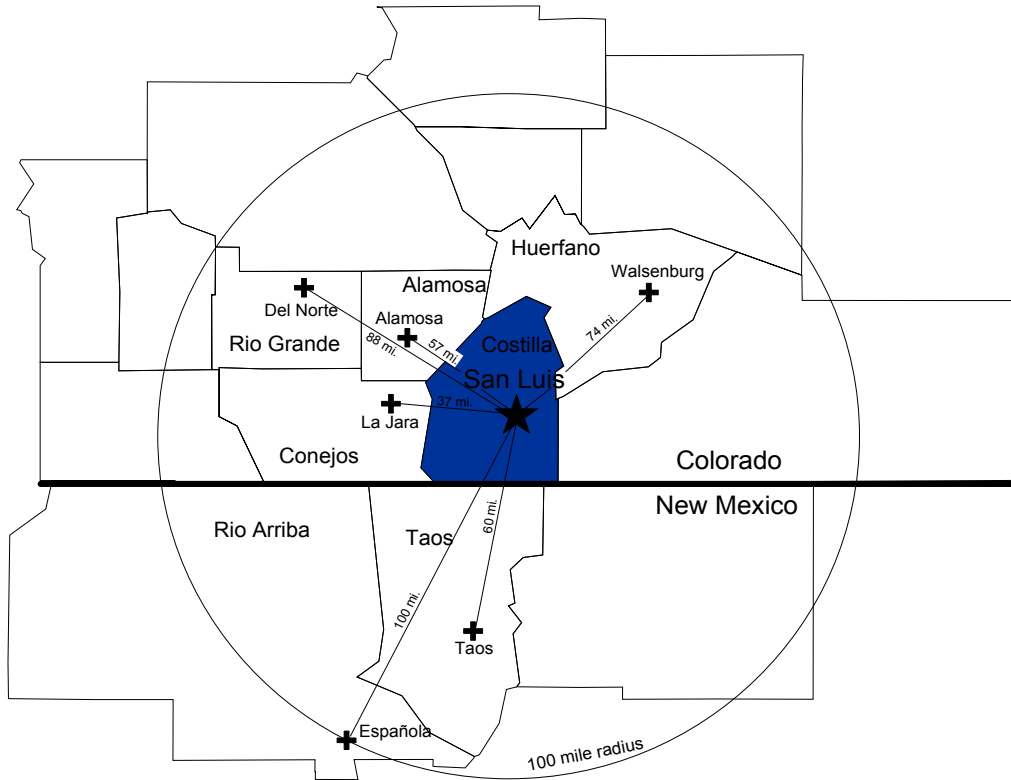 Huerfano
Walsenburg
Alamosa
Del Norte
Alamosa
74 mi.
Rio Grande
88 mi.
57 mi.
Costilla
San Luis
37 mi.
La Jara
Conejos
Colorado
New Mexico
Rio Arriba
Taos
60 mi.
100 mi.
Taos
Española
100 mile radius